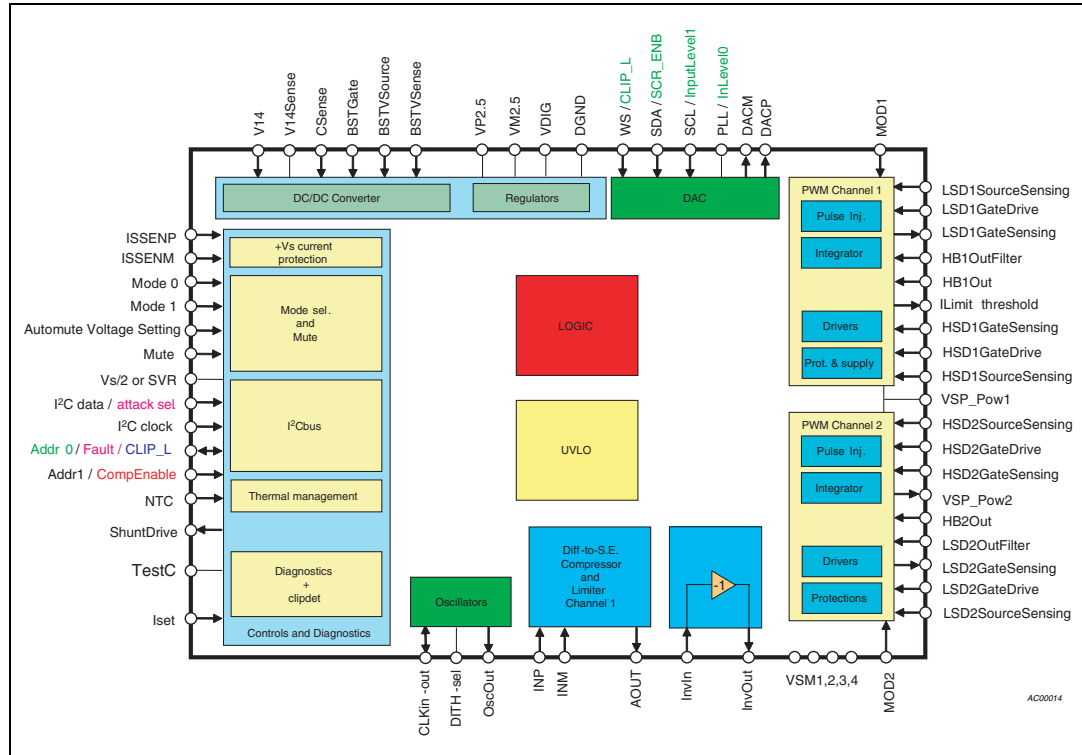 V14
V14Sense
CSense
BSTGate
BSTVSource
BSTVSense
VP2.5
VM2.5
VDIG
DGND
WS / CLIP_L
SDA / SCR_ENB
SCL / InputLevel1
PLL / InLevel0
DACM
DACP
MOD1
DC/DC Converter
Regulators
DAC
ISSENP
ISSENM
Mode 0
Mode 1
Automute Voltage Setting
Mute
Vs/2 or SVR
I²C data / attack sel.
I²C clock
Addr 0 / Fault / CLIP_L
Addr1 / CompEnable
NTC
ShuntDrive
TestC
Iset
+Vs current
protection
Mode sel.
and
Mute
I²Cbus
Thermal management
Diagnostics
+
clipdet
Controls and Diagnostics
LOGIC
UVLO
Oscillators
Diff-to-S.E.
Compressor
and
Limiter
Channel 1
-1
PWM Channel 1
Pulse Inj.
Integrator
Drivers
Prot. & supply
PWM Channel 2
Pulse Inj.
Integrator
Drivers
Protections
LSD1SourceSensing
LSD1GateDrive
LSD1GateSensing
HB1OutFilter
HB1Out
ILimit threshold
HSD1GateSensing
HSD1GateDrive
HSD1SourceSensing
VSP_Pow1
HSD2SourceSensing
HSD2GateDrive
HSD2GateSensing
VSP_Pow2
HB2Out
LSD2OutFilter
LSD2GateSensing
LSD2GateDrive
LSD2SourceSensing
CLKin -out
DITH -sel
OscOut
INP
INM
AOUT
InvIn
InvOut
VSM1,2,3,4
MOD2
AC00014